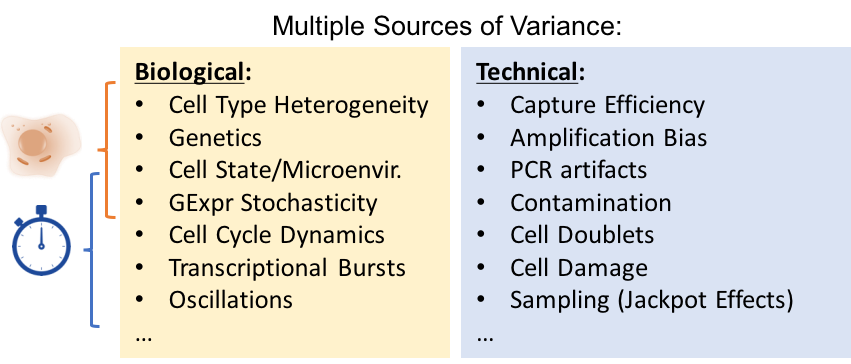 Multiple Sources of Variance:
Biological:
• Cell Type Heterogeneity
• Genetics
• Cell State/Microenvir.
• GExpr Stochasticity
• Cell Cycle Dynamics
• Transcriptional Bursts
• Oscillations
...
Technical:
• Capture Efficiency
• Amplification Bias
• PCR artifacts
• Contamination
• Cell Doublets
• Cell Damage
• Sampling (Jackpot Effects)
...